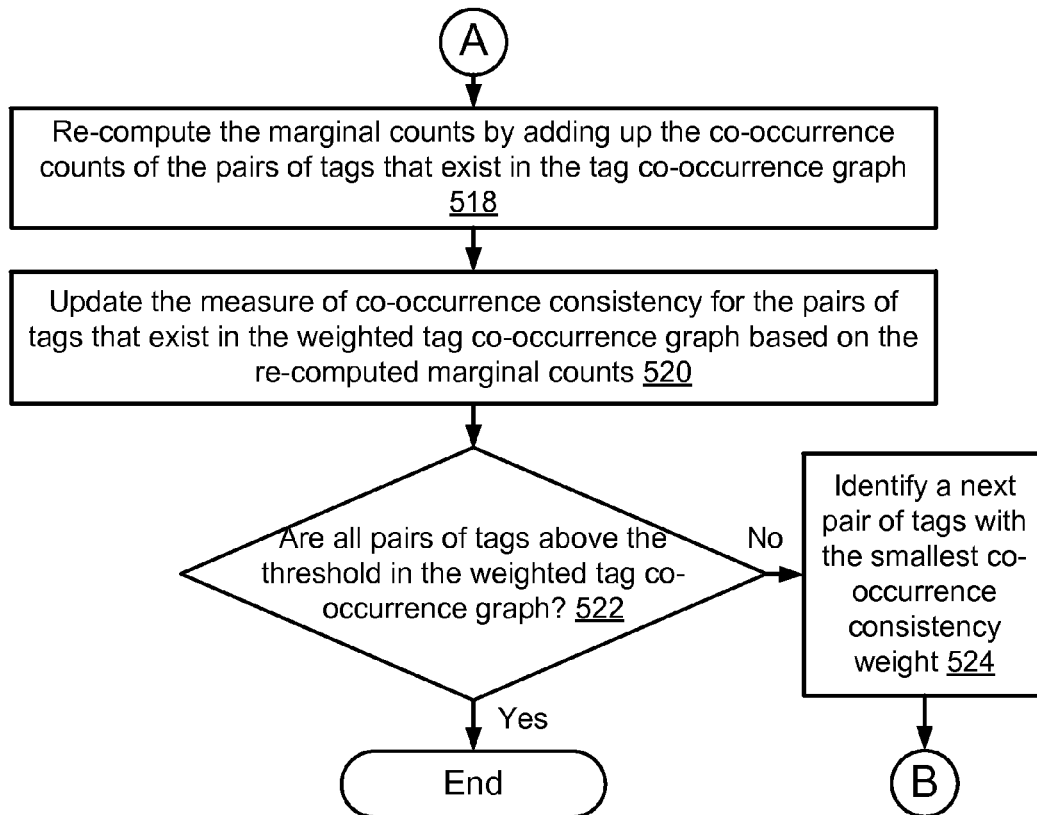 A
Re-compute the marginal counts by adding up the co-occurrence
counts of the pairs of tags that exist in the tag co-occurrence graph
518
Update the measure of co-occurrence consistency for the pairs of
tags that exist in the weighted tag co-occurrence graph based on the
re-computed marginal counts 520
Are all pairs of tags above the
threshold in the weighted tag co-
occurrence graph? 522
No
Identify a next
pair of tags with
the smallest co-
occurrence
consistency
weight 524
Yes
End
B